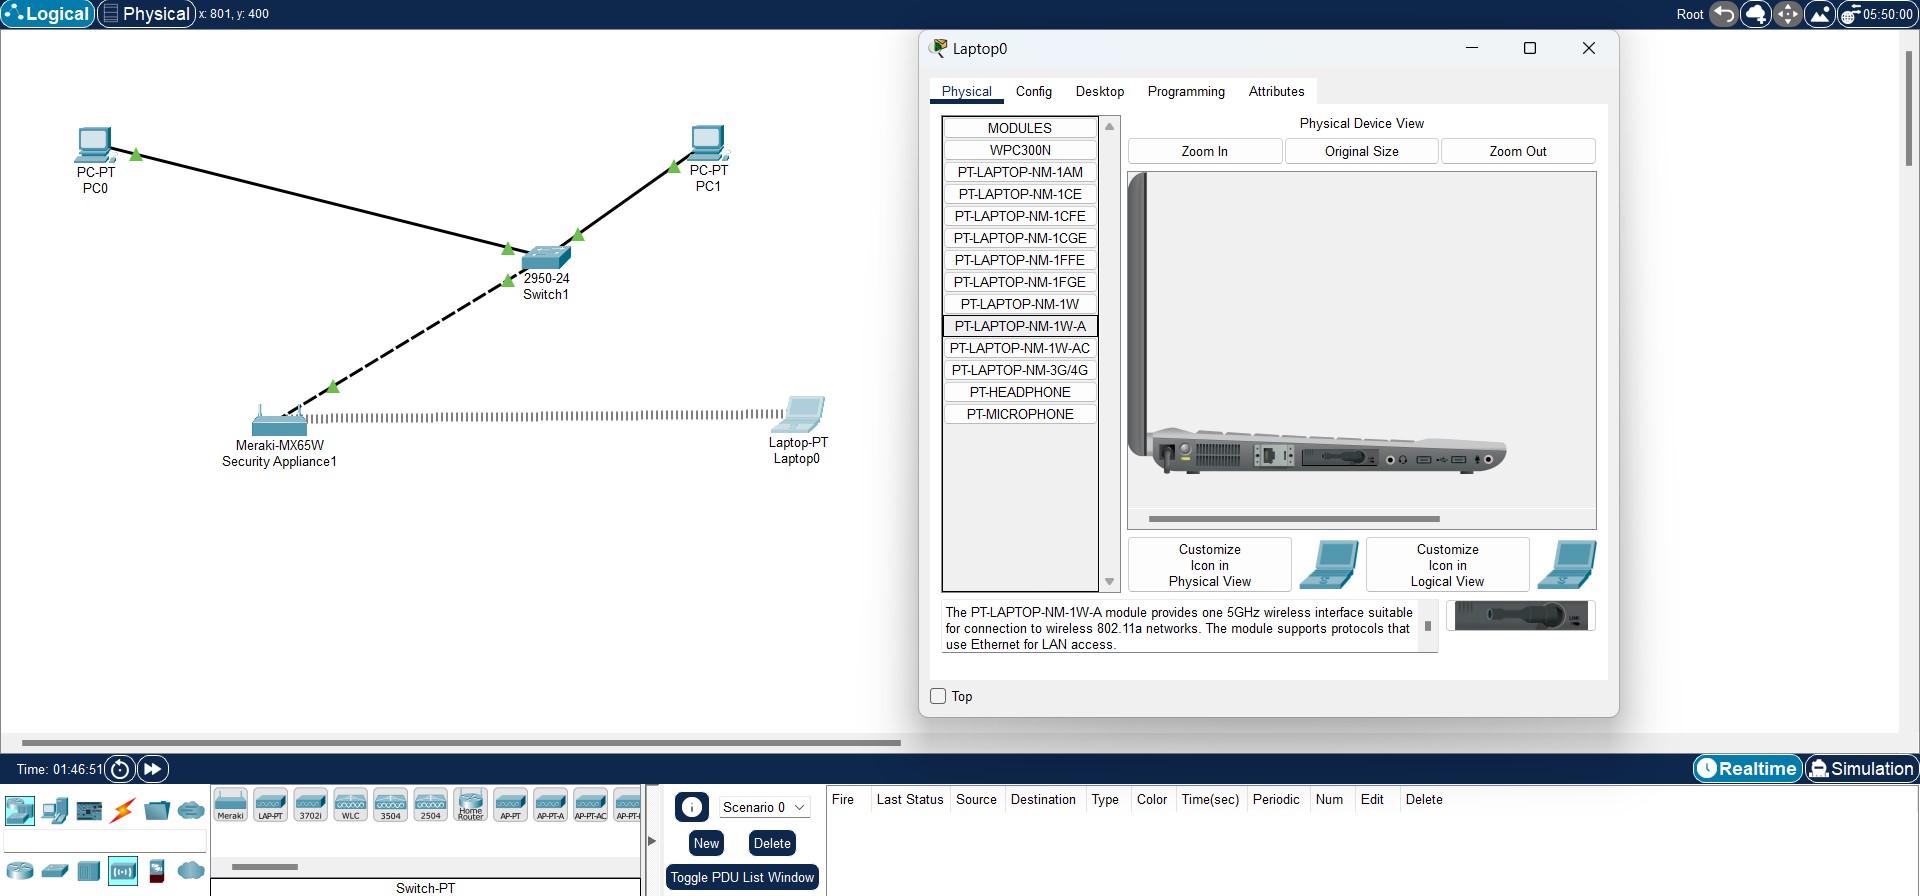 Logical
Physical
x: 801, y: 400
Root
05:50:00
PC-PT
PC0
PC-PT
PC1
2950-24
Switch1
Meraki-MX65W
Security Appliance1
Laptop-PT
Laptop0
Laptop0
Physical
Config
Desktop
Programming
Attributes
MODULES
WPC300N
PT-LAPTOP-NM-1AM
PT-LAPTOP-NM-1CE
PT-LAPTOP-NM-1CFE
PT-LAPTOP-NM-1CGE
PT-LAPTOP-NM-1FFE
PT-LAPTOP-NM-1FGE
PT-LAPTOP-NM-1W
PT-LAPTOP-NM-1W-A
PT-LAPTOP-NM-1W-AC
PT-LAPTOP-NM-3G/4G
PT-HEADPHONE
PT-MICROPHONE
Physical Device View
Zoom In
Original Size
Zoom Out
Customize
Icon in
Physical View
Customize
Icon in
Logical View
The PT-LAPTOP-NM-1W-A module provides one 5GHz wireless interface suitable
for connection to wireless 802.11a networks. The module supports protocols that
use Ethernet for LAN access.
LINK
Top
Time: 01:46:51
Realtime
Simulation
Meraki
LAP-PT
3702i
WLC
3504
2504
Home
Router
AP-PT
AP-PT-A
AP-PT-AC
AP-PT-
Switch-PT
Scenario 0
New
Delete
Toggle PDU List Window
Fire
Last Status
Source
Destination
Type
Color
Time(sec)
Periodic
Num
Edit
Delete